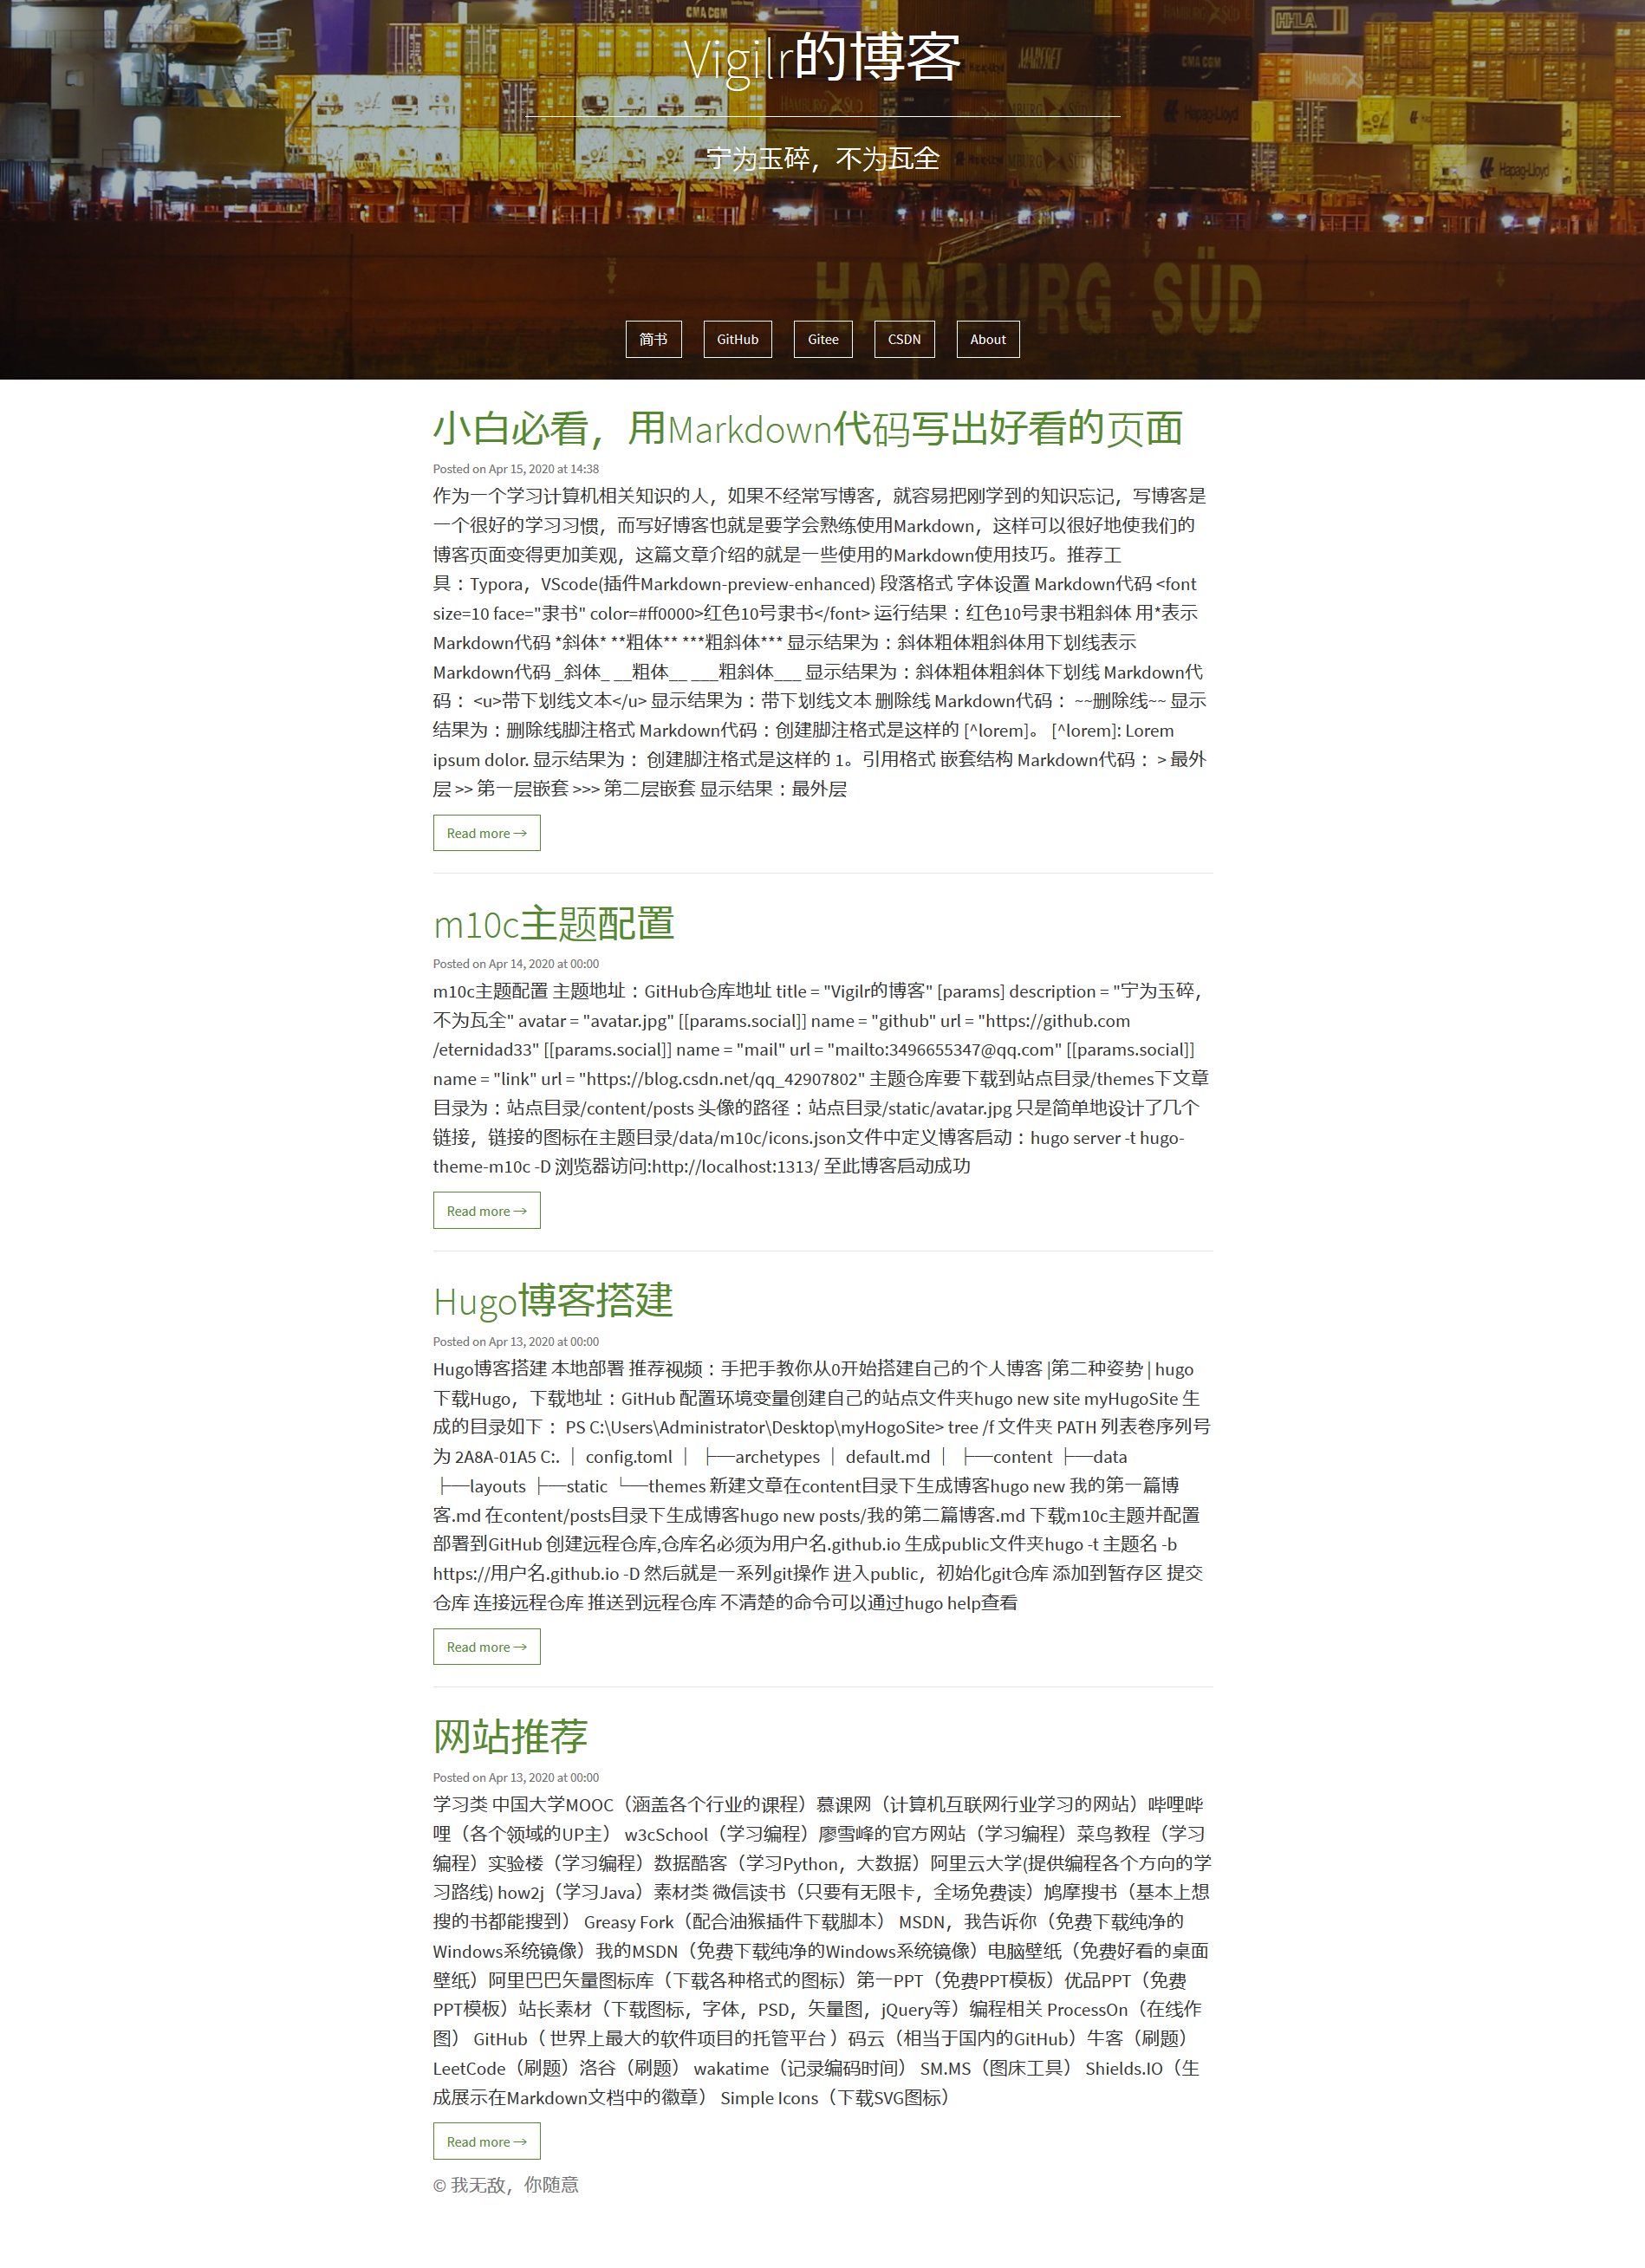 CMA CGM
HHLA
Vigilr的博客
CMA CGM
HAMBURG SÜD
Hapag-Lloyd
宁为玉碎，不为瓦全
Hapag-Lloyd
HAMBURG SÜD
简书 GitHub Gitee CSDN About
小白必看，用Markdown代码写出好看的页面
Posted on Apr 15, 2020 at 14:38
作为一个学习计算机相关知识的人，如果不经常写博客，就容易把刚学到的知识忘记，写博客是
一个很好的学习习惯，而写好博客也就是要学会熟练使用Markdown，这样可以很好地使我们的
博客页面变得更加美观，这篇文章介绍的就是一些使用的Markdown使用技巧。推荐工
具：Typora，VScode(插件Markdown-preview-enhanced) 段落格式 字体设置 Markdown代码 <font
size=10 face="隶书" color=#ff0000>红色10号隶书</font> 运行结果：红色10号隶书粗斜体 用*表示
Markdown代码 *斜体* **粗体** ***粗斜体*** 显示结果为：斜体粗体粗斜体用下划线表示
Markdown代码 _斜体_ __粗体__ ___粗斜体___ 显示结果为：斜体粗体粗斜体下划线 Markdown代
码： <u>带下划线文本</u> 显示结果为：带下划线文本 删除线 Markdown代码： ~~删除线~~ 显示
结果为：删除线脚注格式 Markdown代码：创建脚注格式是这样的 [^lorem]。 [^lorem]: Lorem
ipsum dolor. 显示结果为： 创建脚注格式是这样的 1。引用格式 嵌套结构 Markdown代码： > 最外
层 >> 第一层嵌套 >>> 第二层嵌套 显示结果：最外层
Read more →
m10c主题配置
Posted on Apr 14, 2020 at 00:00
m10c主题配置 主题地址：GitHub仓库地址 title = "Vigilr的博客" [params] description = "宁为玉碎，
不为瓦全" avatar = "avatar.jpg" [[params.social]] name = "github" url = "https://github.com
/eternidad33" [[params.social]] name = "mail" url = "mailto:3496655347@qq.com" [[params.social]]
name = "link" url = "https://blog.csdn.net/qq_42907802" 主题仓库要下载到站点目录/themes下文章
目录为：站点目录/content/posts 头像的路径：站点目录/static/avatar.jpg 只是简单地设计了几个
链接，链接的图标在主题目录/data/m10c/icons.json文件中定义博客启动：hugo server -t hugo-
theme-m10c -D 浏览器访问:http://localhost:1313/ 至此博客启动成功
Read more →
Hugo博客搭建
Posted on Apr 13, 2020 at 00:00
Hugo博客搭建 本地部署 推荐视频：手把手教你从0开始搭建自己的个人博客 |第二种姿势 | hugo
下载Hugo，下载地址：GitHub 配置环境变量创建自己的站点文件夹hugo new site myHugoSite 生
成的目录如下： PS C:\Users\Administrator\Desktop\myHogoSite> tree /f 文件夹 PATH 列表卷序列号
为 2A8A-01A5 C:. │ config.toml │ ├─archetypes │ default.md │ ├─content ├─data
├─layouts ├─static └─themes 新建文章在content目录下生成博客hugo new 我的第一篇博
客.md 在content/posts目录下生成博客hugo new posts/我的第二篇博客.md 下载m10c主题并配置
部署到GitHub 创建远程仓库,仓库名必须为用户名.github.io 生成public文件夹hugo -t 主题名 -b
https://用户名.github.io -D 然后就是一系列git操作 进入public，初始化git仓库 添加到暂存区 提交
仓库 连接远程仓库 推送到远程仓库 不清楚的命令可以通过hugo help查看
Read more →
网站推荐
Posted on Apr 13, 2020 at 00:00
学习类 中国大学MOOC（涵盖各个行业的课程）慕课网（计算机互联网行业学习的网站）哔哩哔
哩（各个领域的UP主） w3cSchool（学习编程）廖雪峰的官方网站（学习编程）菜鸟教程（学习
编程）实验楼（学习编程）数据酷客（学习Python，大数据）阿里云大学(提供编程各个方向的学
习路线) how2j（学习Java）素材类 微信读书（只要有无限卡，全场免费读）鸠摩搜书（基本上想
搜的书都能搜到） Greasy Fork（配合油猴插件下载脚本） MSDN，我告诉你（免费下载纯净的
Windows系统镜像）我的MSDN（免费下载纯净的Windows系统镜像）电脑壁纸（免费好看的桌面
壁纸）阿里巴巴矢量图标库（下载各种格式的图标）第一PPT（免费PPT模板）优品PPT（免费
PPT模板）站长素材（下载图标，字体，PSD，矢量图，jQuery等）编程相关 ProcessOn（在线作
图） GitHub（ 世界上最大的软件项目的托管平台 ）码云（相当于国内的GitHub）牛客（刷题）
LeetCode（刷题）洛谷（刷题） wakatime（记录编码时间） SM.MS（图床工具） Shields.IO（生
成展示在Markdown文档中的徽章） Simple Icons（下载SVG图标）
Read more →
© 我无敌，你随意